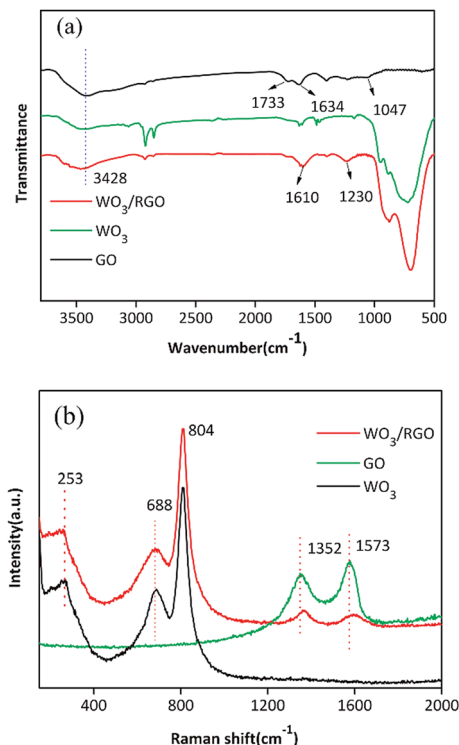 (a)
Transmittance
1733
1634
1047
3428
1610
1230
WO3/RGO
WO3
GO
3500 3000 2500 2000 1500 1000 500
Wavenumber(cm-1)
(b)
804
WO3/RGO
GO
WO3
253
688
1352
1573
Intensity(a.u.)
400 800 1200 1600 2000
Raman shift(cm-1)